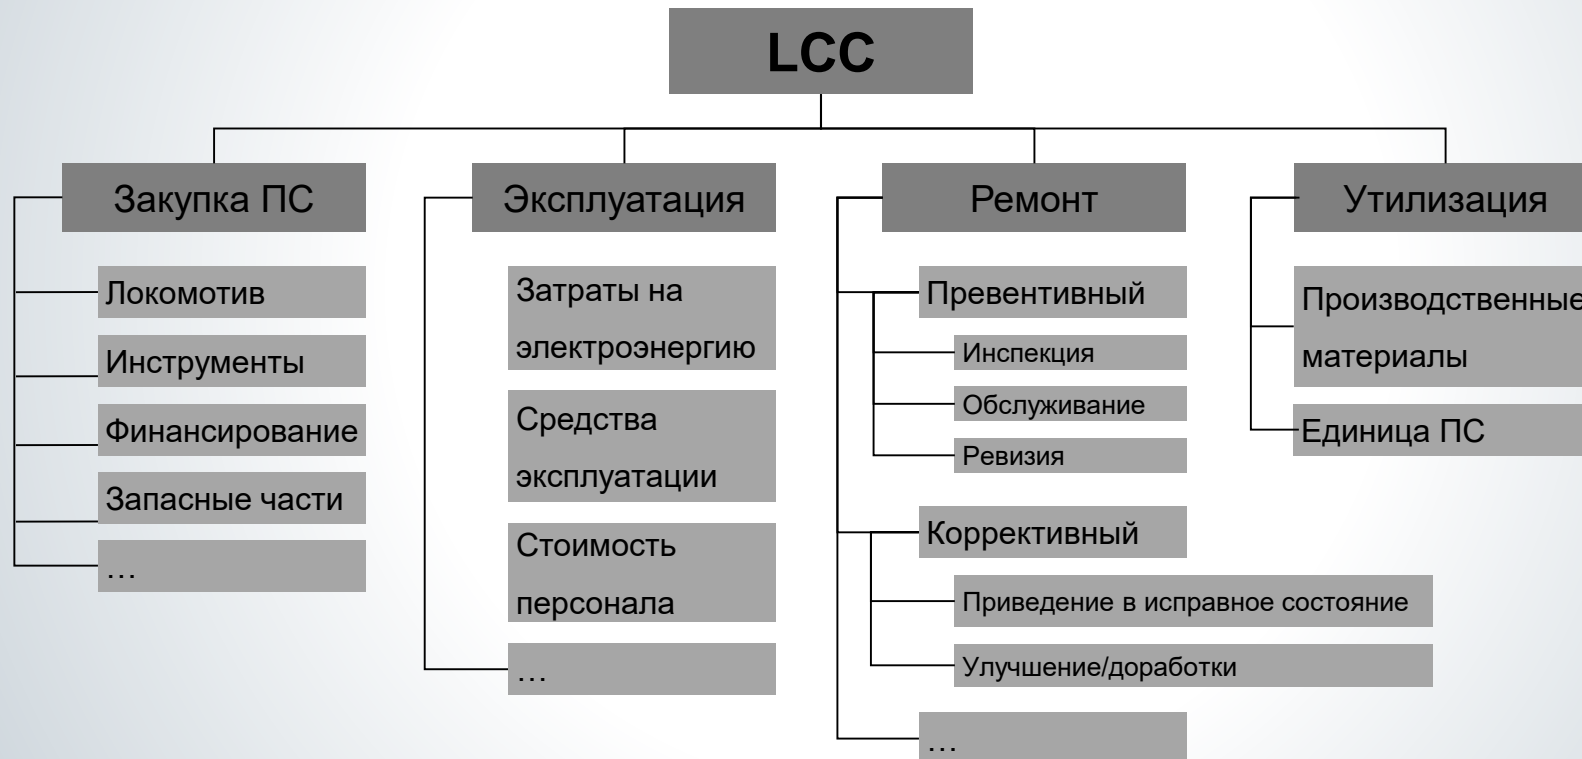 LCC
Закупка ПС
Локомотив
Инструменты
Финансирование
Запасные части
…
Эксплуатация
Затраты на
электроэнергию
Средства
эксплуатации
Стоимость
персонала
…
Ремонт
Превентивный
Инспекция
Обслуживание
Ревизия
Коррективный
Приведение в исправное состояние
Улучшение/доработки
…
Утилизация
Производственные
материалы
Единица ПС